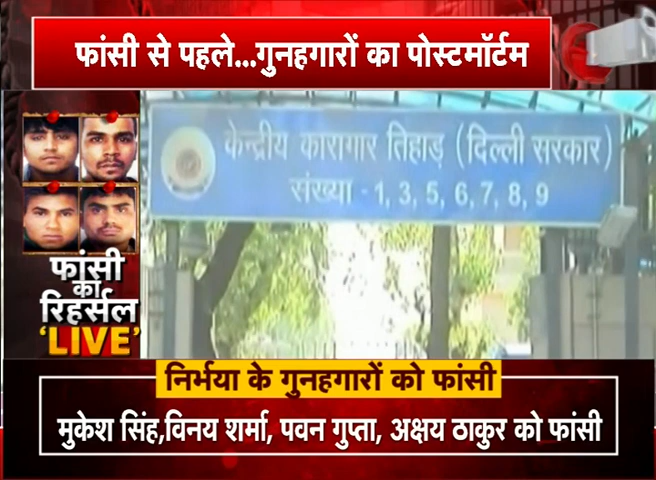 फांसी से पहले...गुनहगारों का पोस्टमॉर्टम
केन्द्रीय कारागार तिहाड़ (दिल्ली सरकार)
संख्या - 1, 3, 5, 6, 7, 8, 9
फांसी
का
रिहर्सल
'LIVE'
निर्भया के गुनहगारों को फांसी
मुकेश सिंह,विनय शर्मा, पवन गुप्ता, अक्षय ठाकुर को फांसी